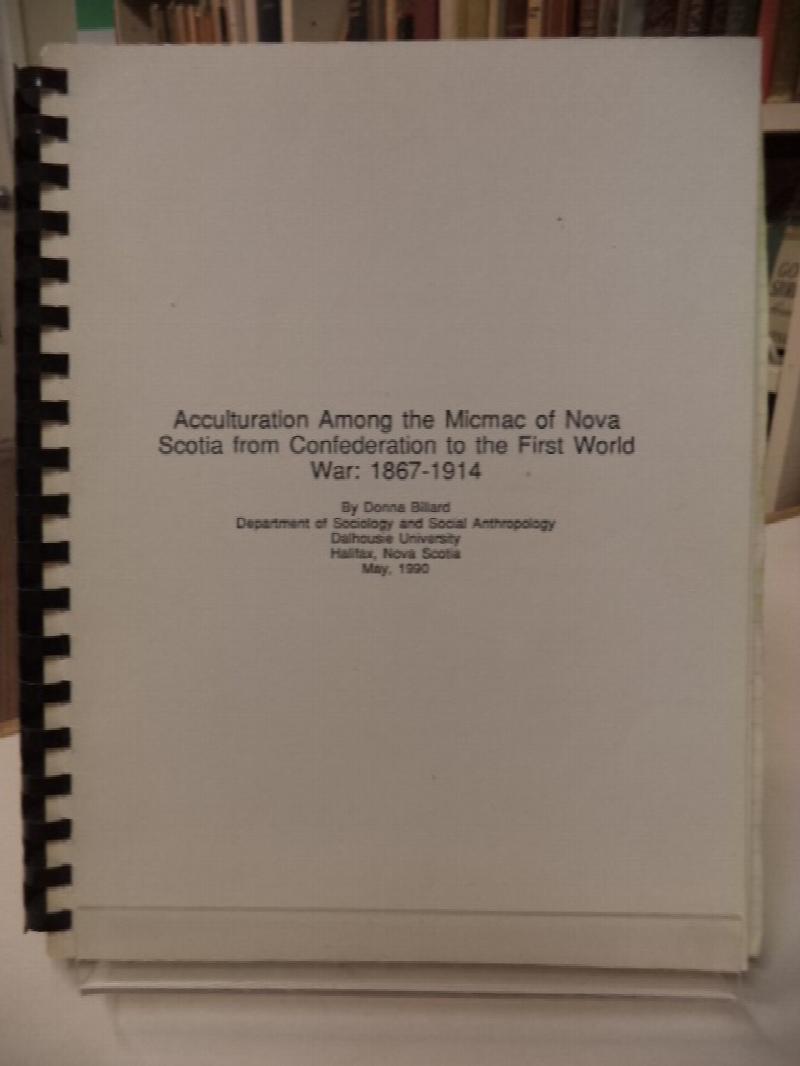 Acculturation Among the Micmac of Nova
Scotia from Confederation to the First World
War: 1867-1914
By Donna Billard
Department of Sociology and Social Anthropology
Dalhousie University
Halifax, Nova Scotia
May, 1990
GO